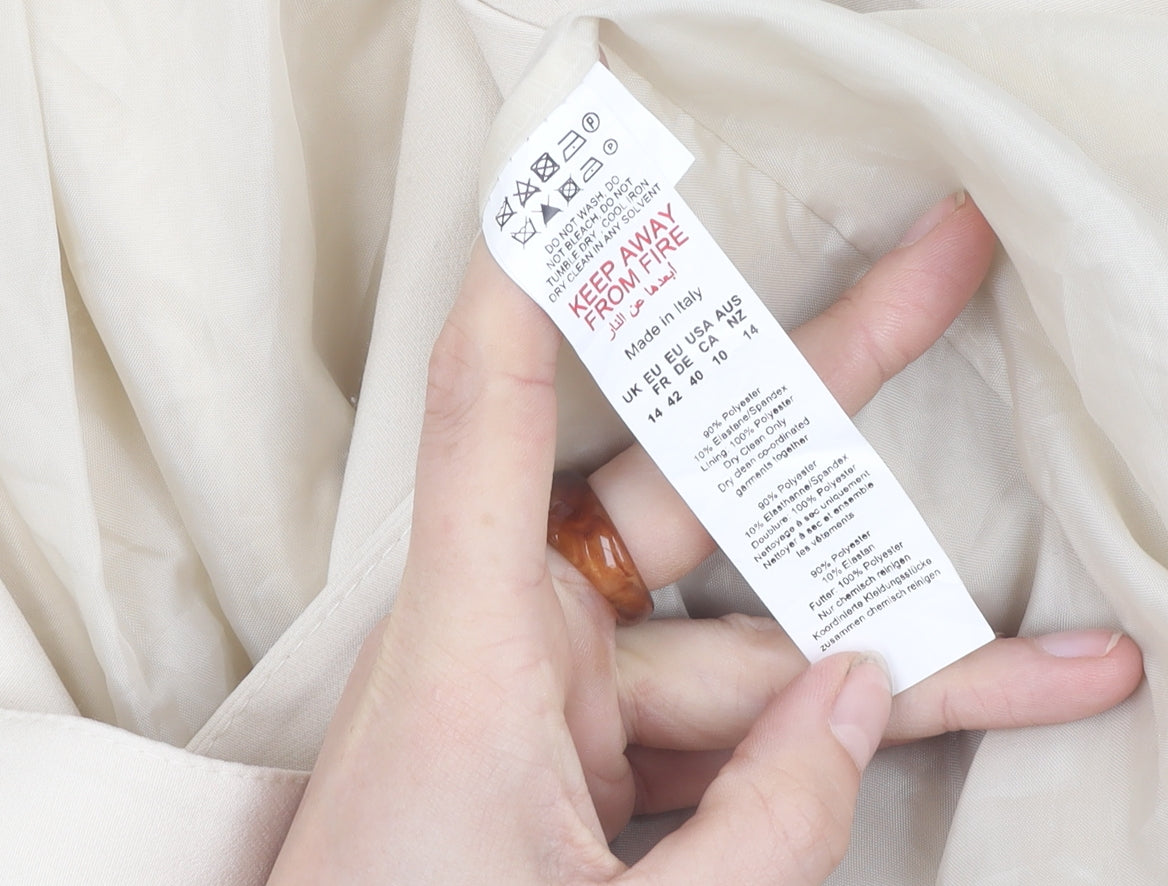 P
P
DO NOT WASH, DO
NOT BLEACH, DO NOT
TUMBLE DRY, COOL IRON
DRY CLEAN IN ANY SOLVENT
KEEP AWAY
FROM FIRE
ابعدها عن النار
Made in Italy
UK EU EU USA AUS
FR DE CA NZ
14 42 40 10 14
90% Polyester
10% Elastane/Spandex
Lining: 100% Polyester
Dry Clean Only
Dry clean co-ordinated
garments together
90% Polyester
10% Elasthanne/Spandex
Doublure: 100% Polyester
Nettoyage à sec uniquement
Nettoyer à sec et ensemble
les vêtements
90% Polyester
10% Elastan
Futter: 100% Polyester
Nur chemisch reinigen
Koordinierte Kleidungsstücke
zusammen chemisch reinigen